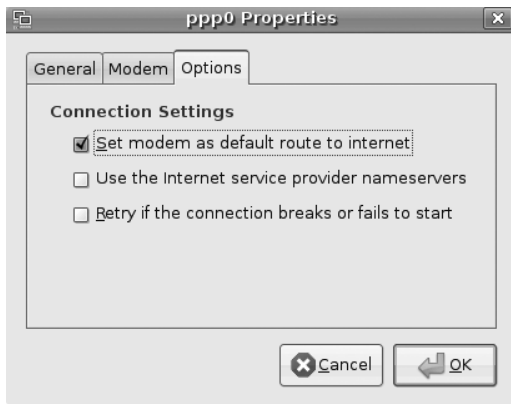 ppp0 Properties
General Modem Options
Connection Settings
Set modem as default route to internet
Use the Internet service provider nameservers
Retry if the connection breaks or fails to start
Cancel OK